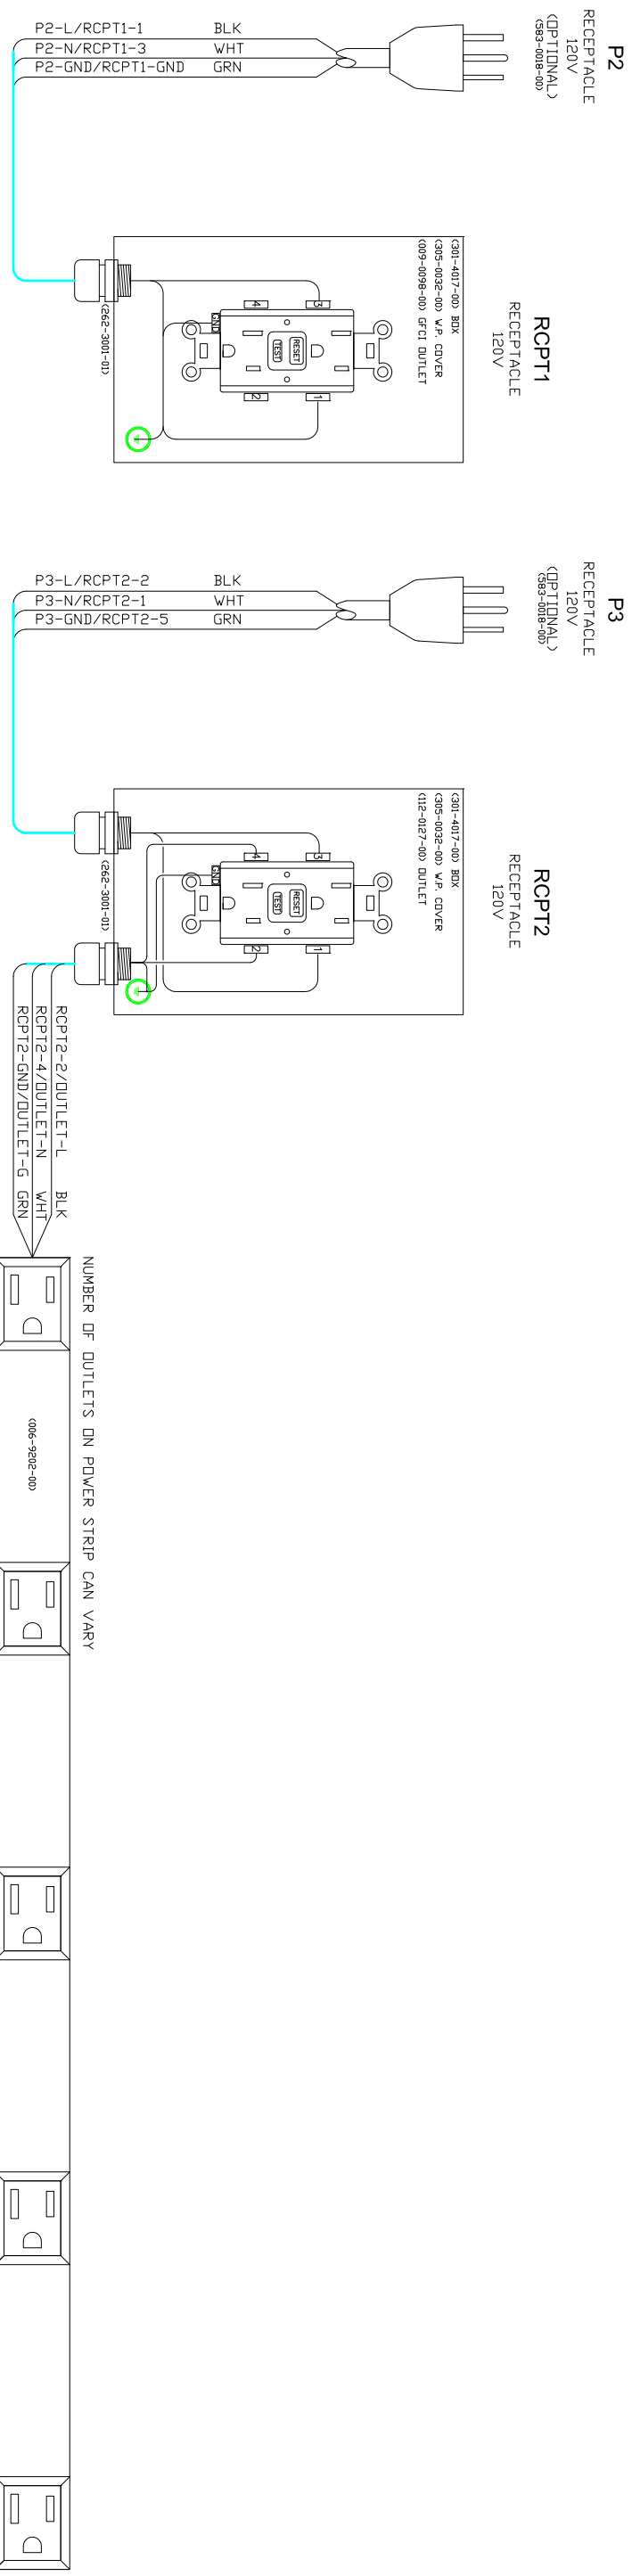 P2
RECEPTACLE
120V
(OPTIONAL)
(583-0018-00)
P2-L/RCPT1-1 BLK
P2-N/RCPT1-3 WHT
P2-GND/RCPT1-GND GRN
RCPT1
RECEPTACLE
120V
(301-4017-00) BOX
(305-0032-00) W.P. COVER
(009-0098-00) GFCI OUTLET
3
4
GND
RESET
TEST
1
2
(262-3001-01)
P3
RECEPTACLE
120V
(OPTIONAL)
(583-0018-00)
P3-L/RCPT2-2 BLK
P3-N/RCPT2-1 WHT
P3-GND/RCPT2-5 GRN
RCPT2
RECEPTACLE
120V
(301-4017-00) BOX
(305-0032-00) W.P. COVER
(112-0127-00) OUTLET
3
4
GND
RESET
TEST
1
2
(262-3001-01)
RCPT2-2/OUTLET-L BLK
RCPT2-4/OUTLET-N WHT
RCPT2-GND/OUTLET-G GRN
NUMBER OF OUTLETS ON POWER STRIP CAN VARY
(006-9202-00)